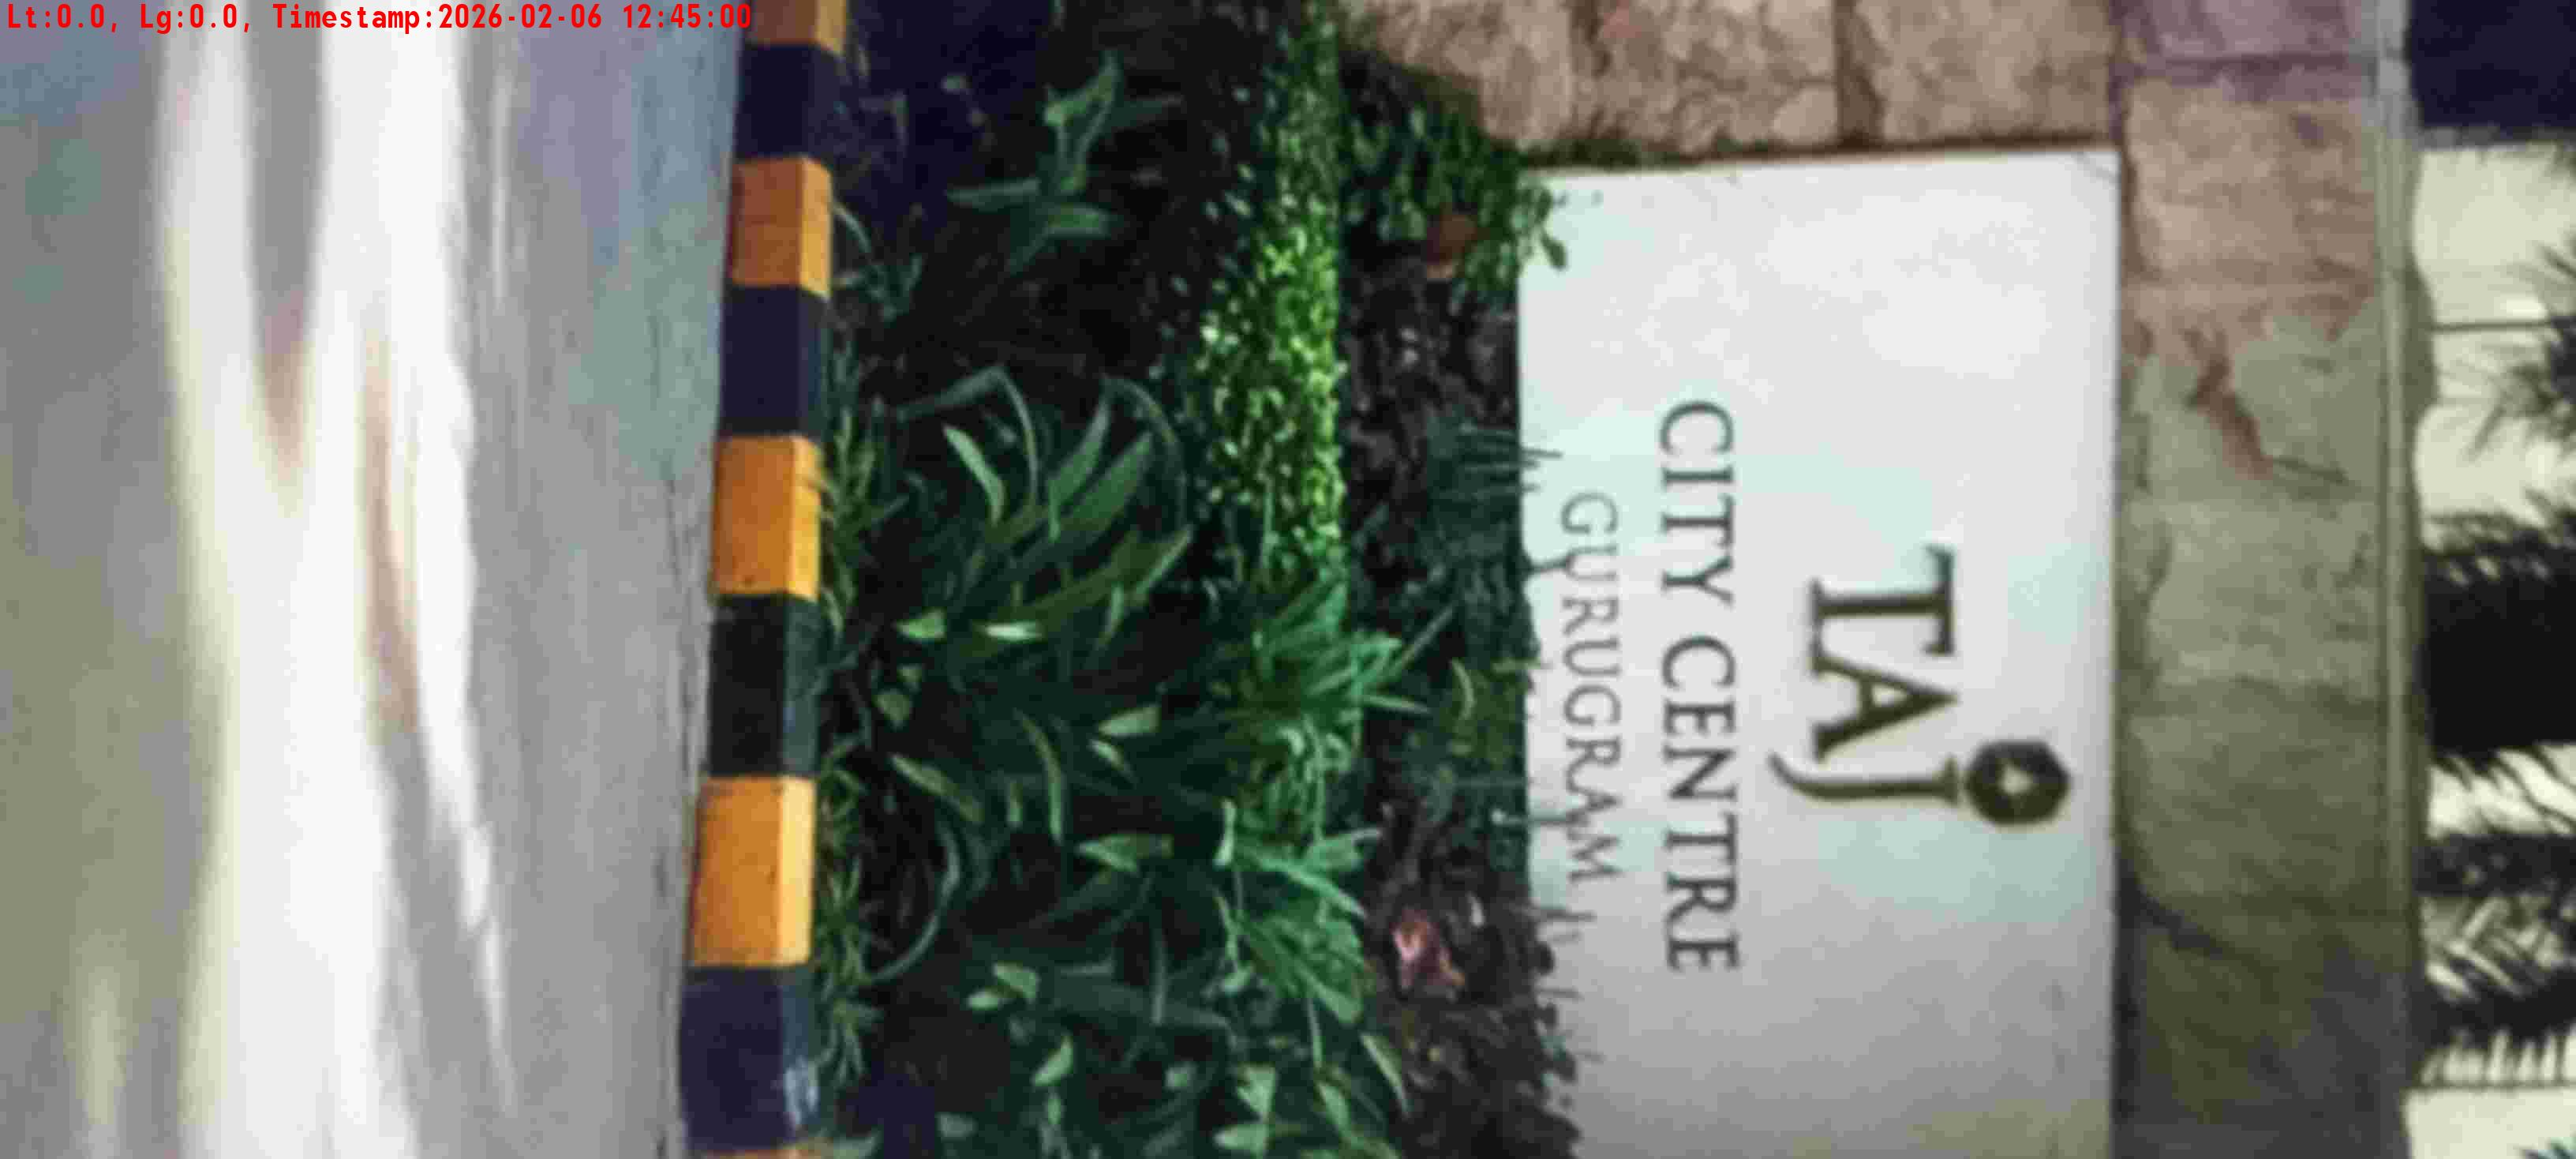 Lt:0.0, Lg:0.0, Timestamp:2026-02-06 12:45:00
TAJ
CITY CENTRE
GURUGRAM